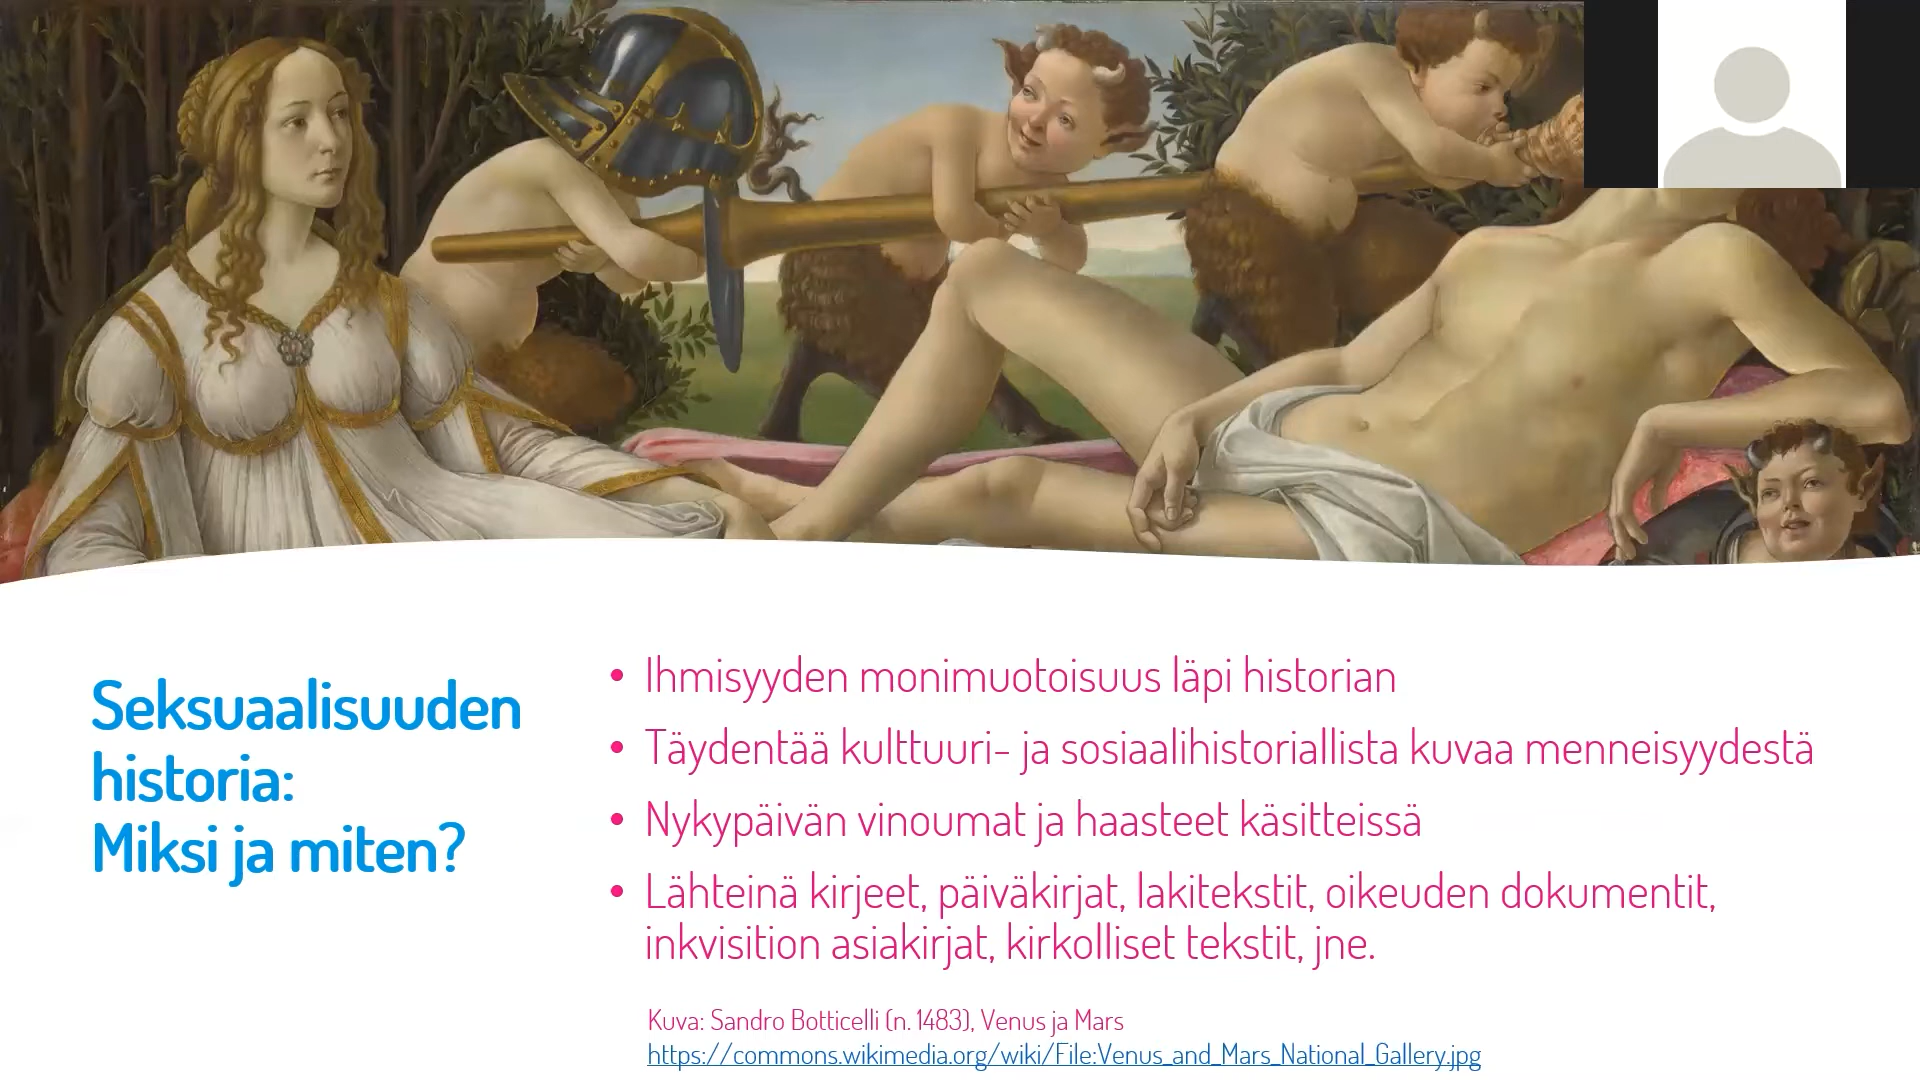 Seksuaalisuuden
historia:
Miksi ja miten?
• Ihmisyyden monimuotoisuus läpi historian
• Täydentää kulttuuri- ja sosiaalihistoriallista kuvaa menneisyydestä
• Nykypäivän vinoumat ja haasteet käsitteissä
• Lähteinä kirjeet, päiväkirjat, lakitekstit, oikeuden dokumentit,
inkvisition asiakirjat, kirkolliset tekstit, jne.
Kuva: Sandro Botticelli (n. 1483), Venus ja Mars
https://commons.wikimedia.org/wiki/File:Venus_and_Mars_National_Gallery.jpg